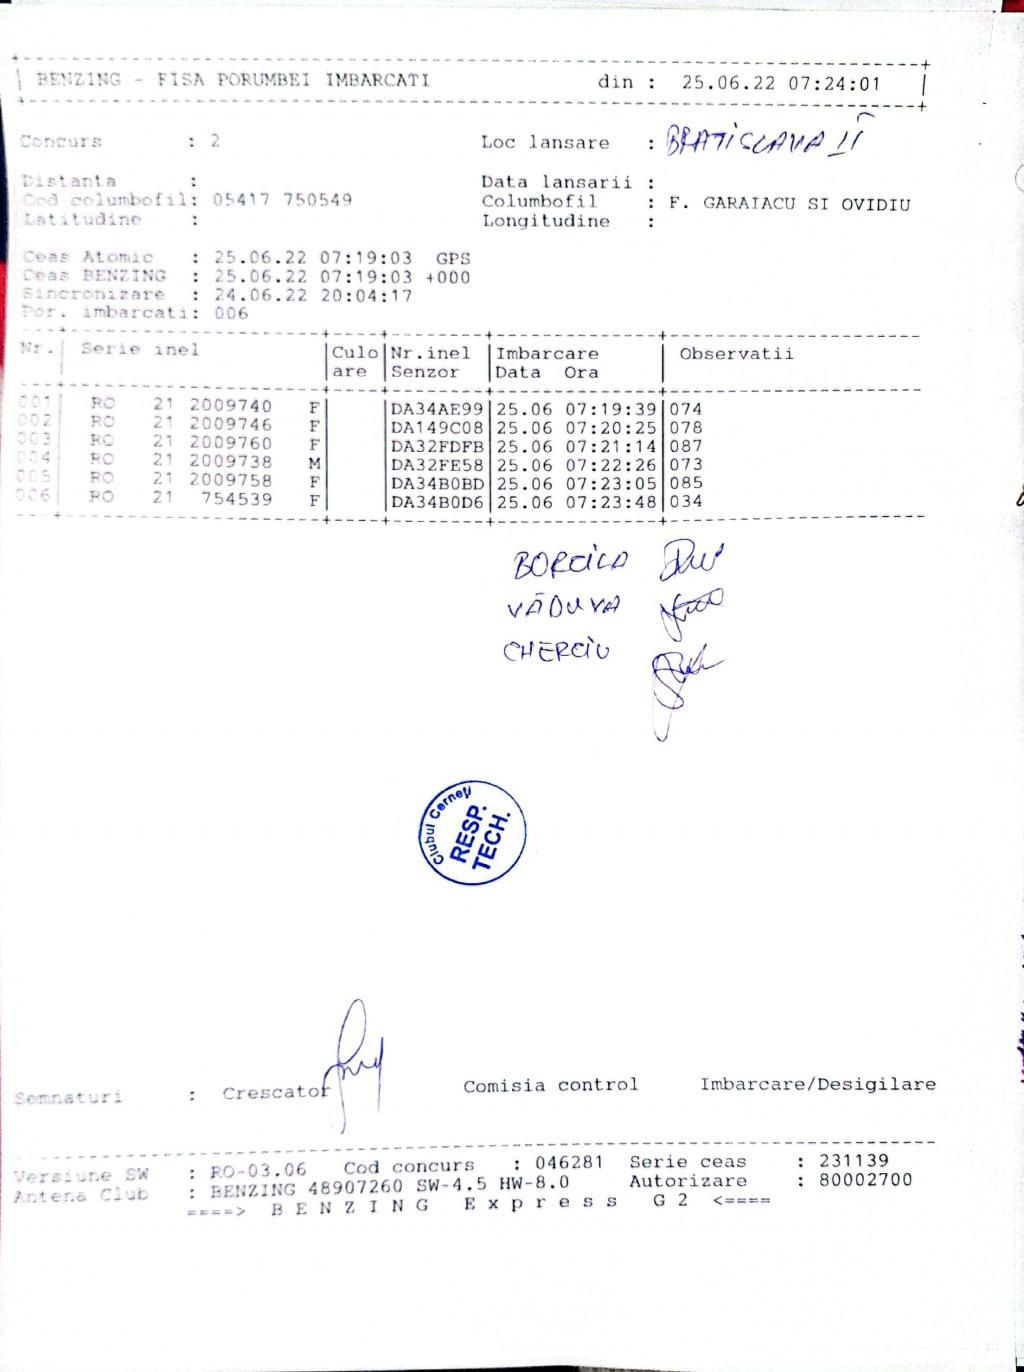 BENZING - FISA PORUMBEI IMBARCATI din : 25.06.22 07:24:01
Concurs : 2 Loc lansare : BRATISLAVA II
Distanta : Data lansarii :
Cod columbofil: 05417 750549 Columbofil : F. GARAIACU SI OVIDIU
Latitudine : Longitudine :
Ceas Atomic : 25.06.22 07:19:03 GPS
Ceas BENZING : 25.06.22 07:19:03 +000
Sincronizare : 24.06.22 20:04:17
Por. imbarcati: 006
Nr. Serie inel Culo Nr.inel Imbarcare Observatii
are Senzor Data Ora
001 RO 21 2009740 F DA34AE99 25.06 07:19:39 074
002 RO 21 2009746 F DA149C08 25.06 07:20:25 078
003 RO 21 2009760 F DA32FDFB 25.06 07:21:14 087
004 RO 21 2009738 M DA32FE58 25.06 07:22:26 073
005 RO 21 2009758 F DA34B0BD 25.06 07:23:05 085
006 RO 21 754539 F DA34B0D6 25.06 07:23:48 034
BORCILA
VĂDUVA
CHERCIU
Clubul Cerneți
RESP.
TECH.
Semnaturi : Crescator Comisia control Imbarcare/Desigilare
Versiune SW : RO-03.06 Cod concurs : 046281 Serie ceas : 231139
Antena Club : BENZING 48907260 SW-4.5 HW-8.0 Autorizare : 80002700
====> B E N Z I N G E x p r e s s G 2 <====